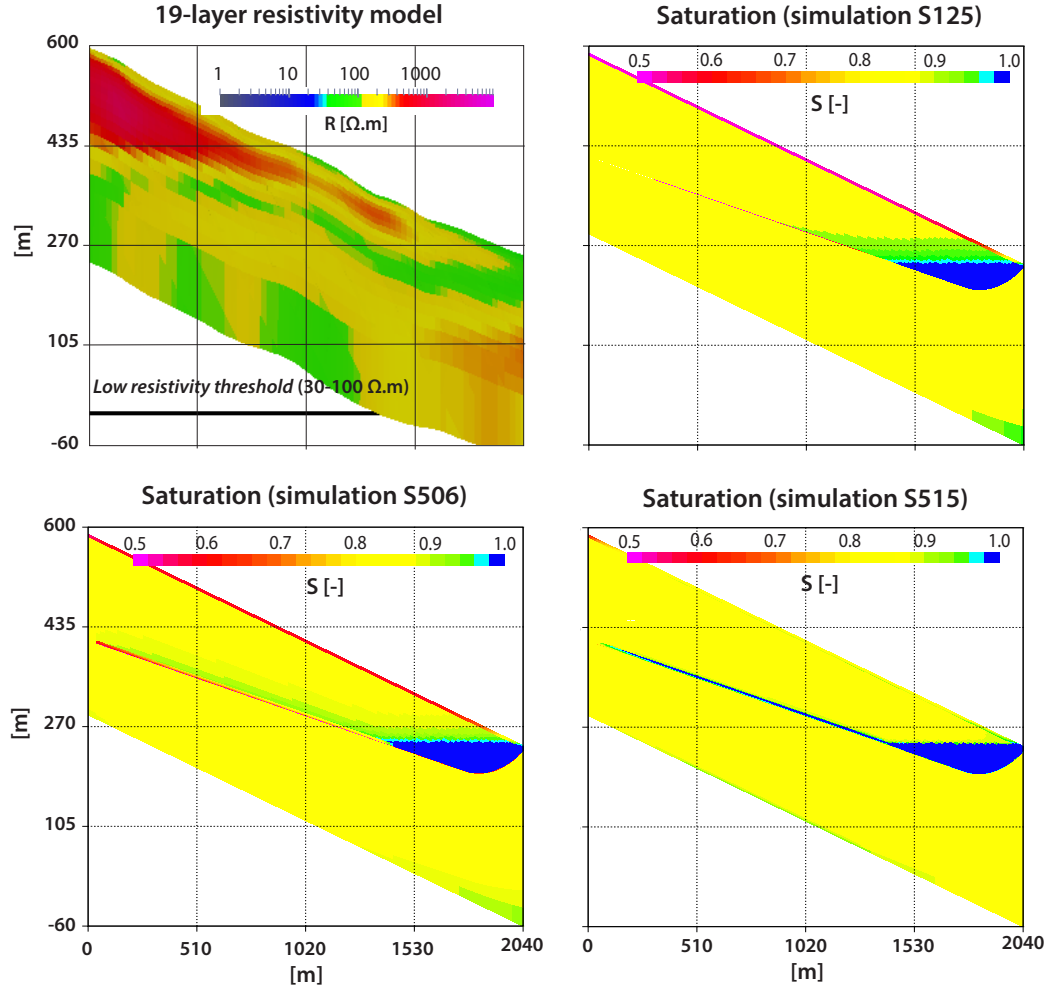 19-layer resistivity model
600
435
270
105
-60
[m]
1 10 100 1000
R [Ω.m]
Low resistivity threshold (30-100 Ω.m)
Saturation (simulation S125)
0.5 0.6 0.7 0.8 0.9 1.0
S [-]
Saturation (simulation S506)
600
435
270
105
-60
[m]
0.5 0.6 0.7 0.8 0.9 1.0
S [-]
0 510 1020 1530 2040
[m]
Saturation (simulation S515)
0.5 0.6 0.7 0.8 0.9 1.0
S [-]
0 510 1020 1530 2040
[m]